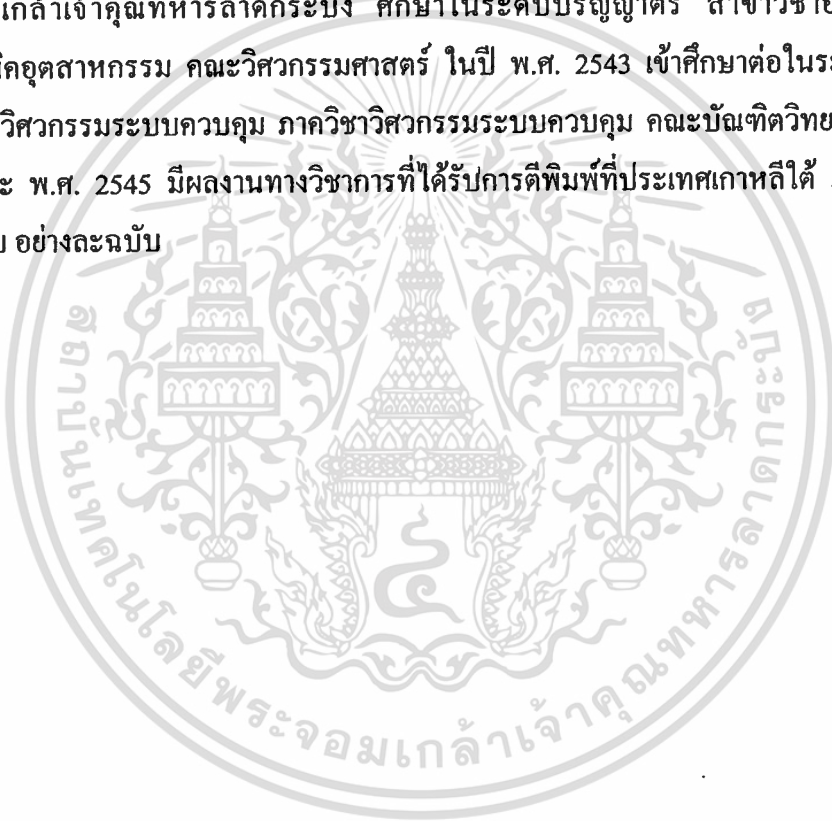 เกล้าเจ้าคุณทหารลาดกระบัง ศึกษาในระดับปริญญาตรี สาขาวิชา
อุตสาหกรรม คณะวิศวกรรมศาสตร์ ในปี พ.ศ. 2543 เข้าศึกษาต่อใน
วิศวกรรมระบบควบคุม ภาควิชาวิศวกรรมระบบควบคุม คณะบัณฑิตวิทย
พ.ศ. 2545 มีผลงานทางวิชาการที่ได้รับการตีพิมพ์ที่ประเทศเกาหลีใต้
อย่างละฉบับ
สถาบันเทคโนโลยีพระจอมเกล้าเจ้าคุณทหารลาดกระบัง
๔